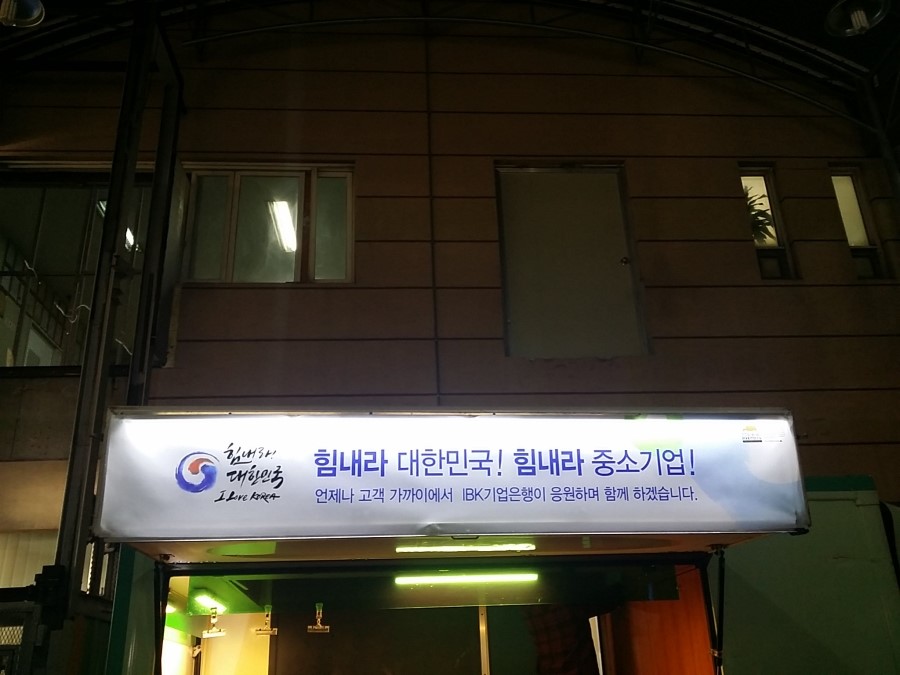 힘내라!
대한민국
I Love KOREA
힘내라 대한민국! 힘내라 중소기업!
언제나 고객 가까이에서 IBK기업은행이 응원하며 함께 하겠습니다.